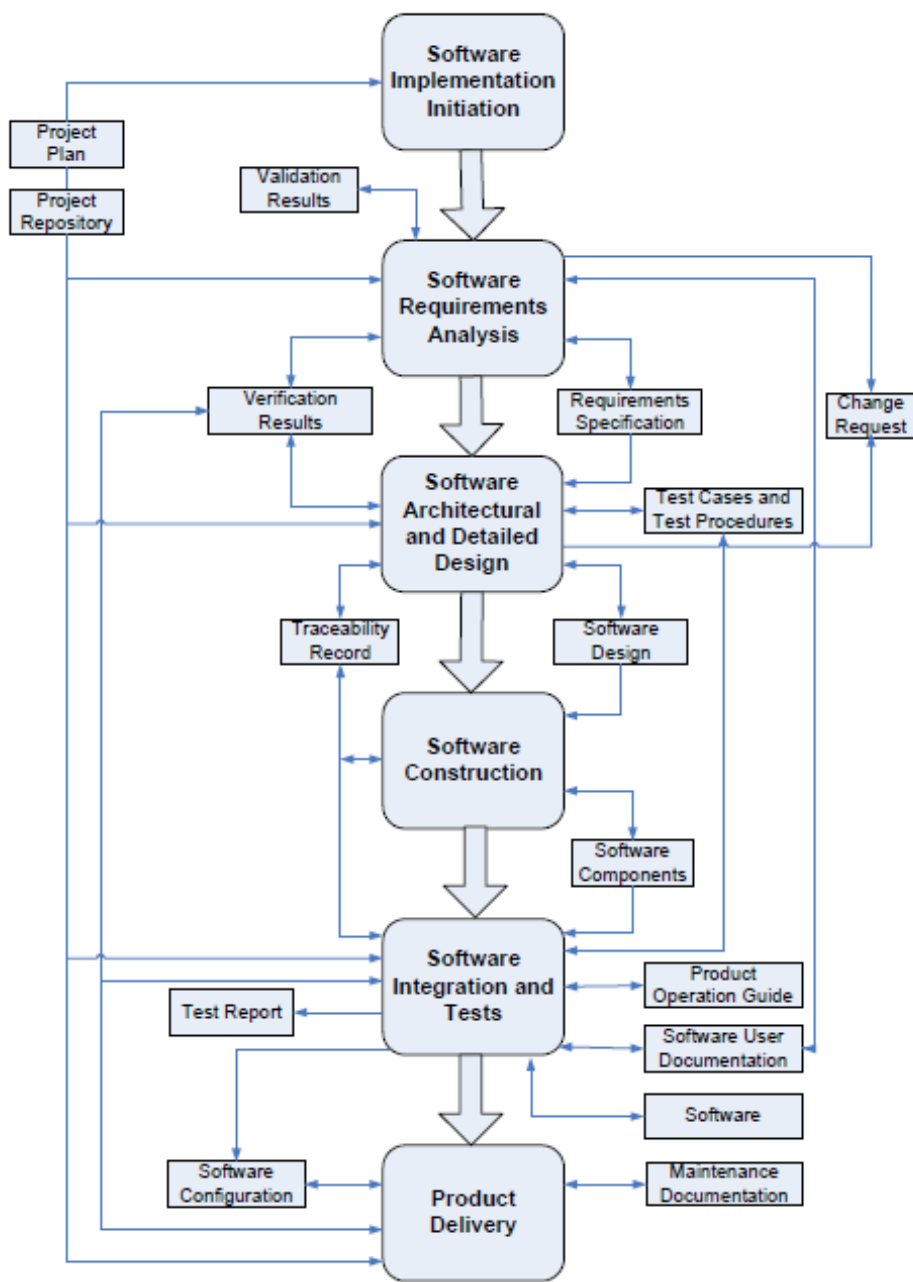 Software
Implementation
Initiation
Project
Plan
Validation
Results
Project
Repository
Software
Requirements
Analysis
Verification
Results
Requirements
Specification
Change
Request
Software
Architectural
and Detailed
Design
Test Cases and
Test Procedures
Traceability
Record
Software
Design
Software
Construction
Software
Components
Software
Integration and
Tests
Product
Operation Guide
Test Report
Software User
Documentation
Software
Software
Configuration
Product
Delivery
Maintenance
Documentation